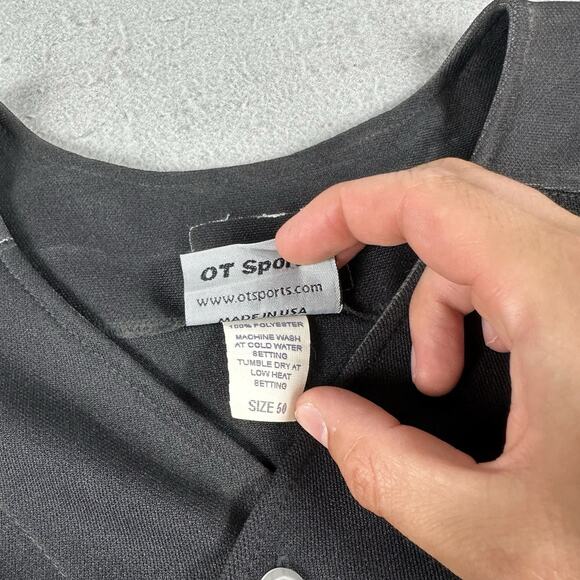 OT Sports
www.otsports.com
MADE IN USA
100% POLYESTER
MACHINE WASH
AT COLD WATER
SETTING
TUMBLE DRY AT
LOW HEAT
SETTING
SIZE 50